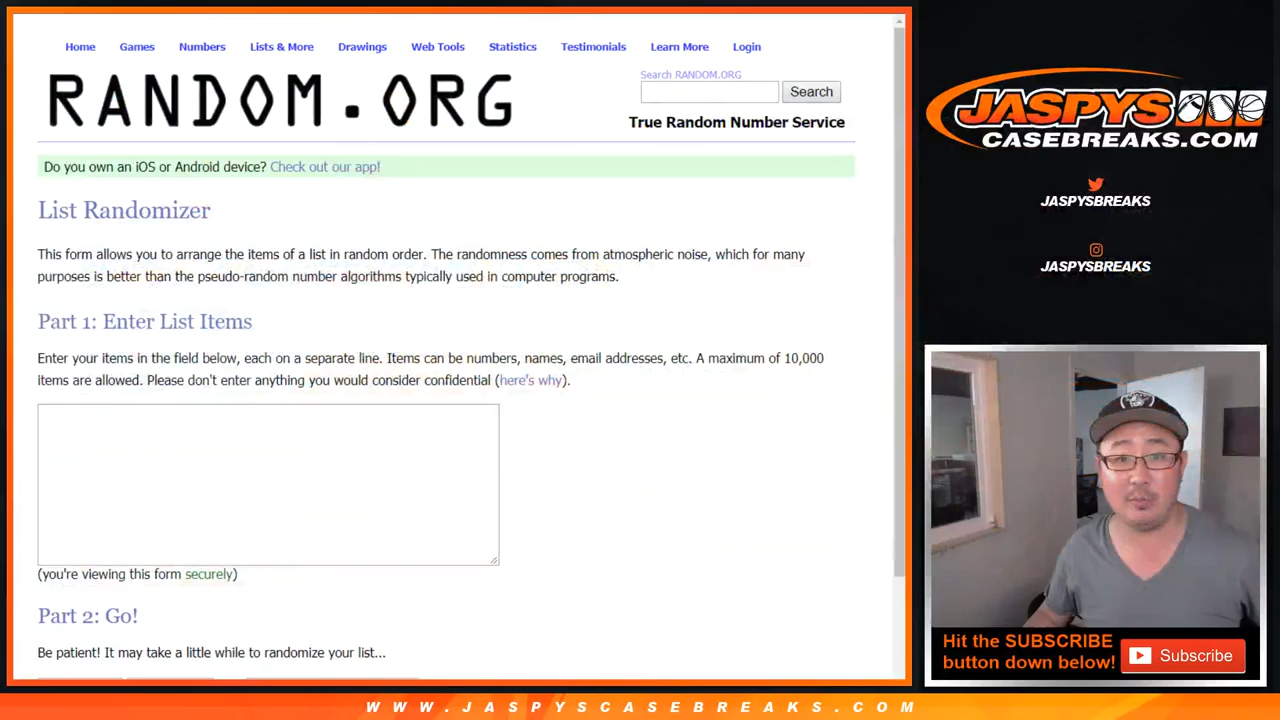 Home Games Numbers Lists & More Drawings Web Tools Statistics Testimonials Learn More Login
RANDOM.ORG
Search RANDOM.ORG
Search
True Random Number Service
Do you own an iOS or Android device? Check out our app!
List Randomizer
This form allows you to arrange the items of a list in random order. The randomness comes from atmospheric noise, which for many
purposes is better than the pseudo-random number algorithms typically used in computer programs.
Part 1: Enter List Items
Enter your items in the field below, each on a separate line. Items can be numbers, names, email addresses, etc. A maximum of 10,000
items are allowed. Please don't enter anything you would consider confidential (here's why).
(you're viewing this form securely)
Part 2: Go!
Be patient! It may take a little while to randomize your list...
JASPYS
CASEBREAKS.COM
JASPYSBREAKS
JASPYSBREAKS
Hit the SUBSCRIBE
button down below!
Subscribe
WWW.JASPYSCASEBREAKS.COM